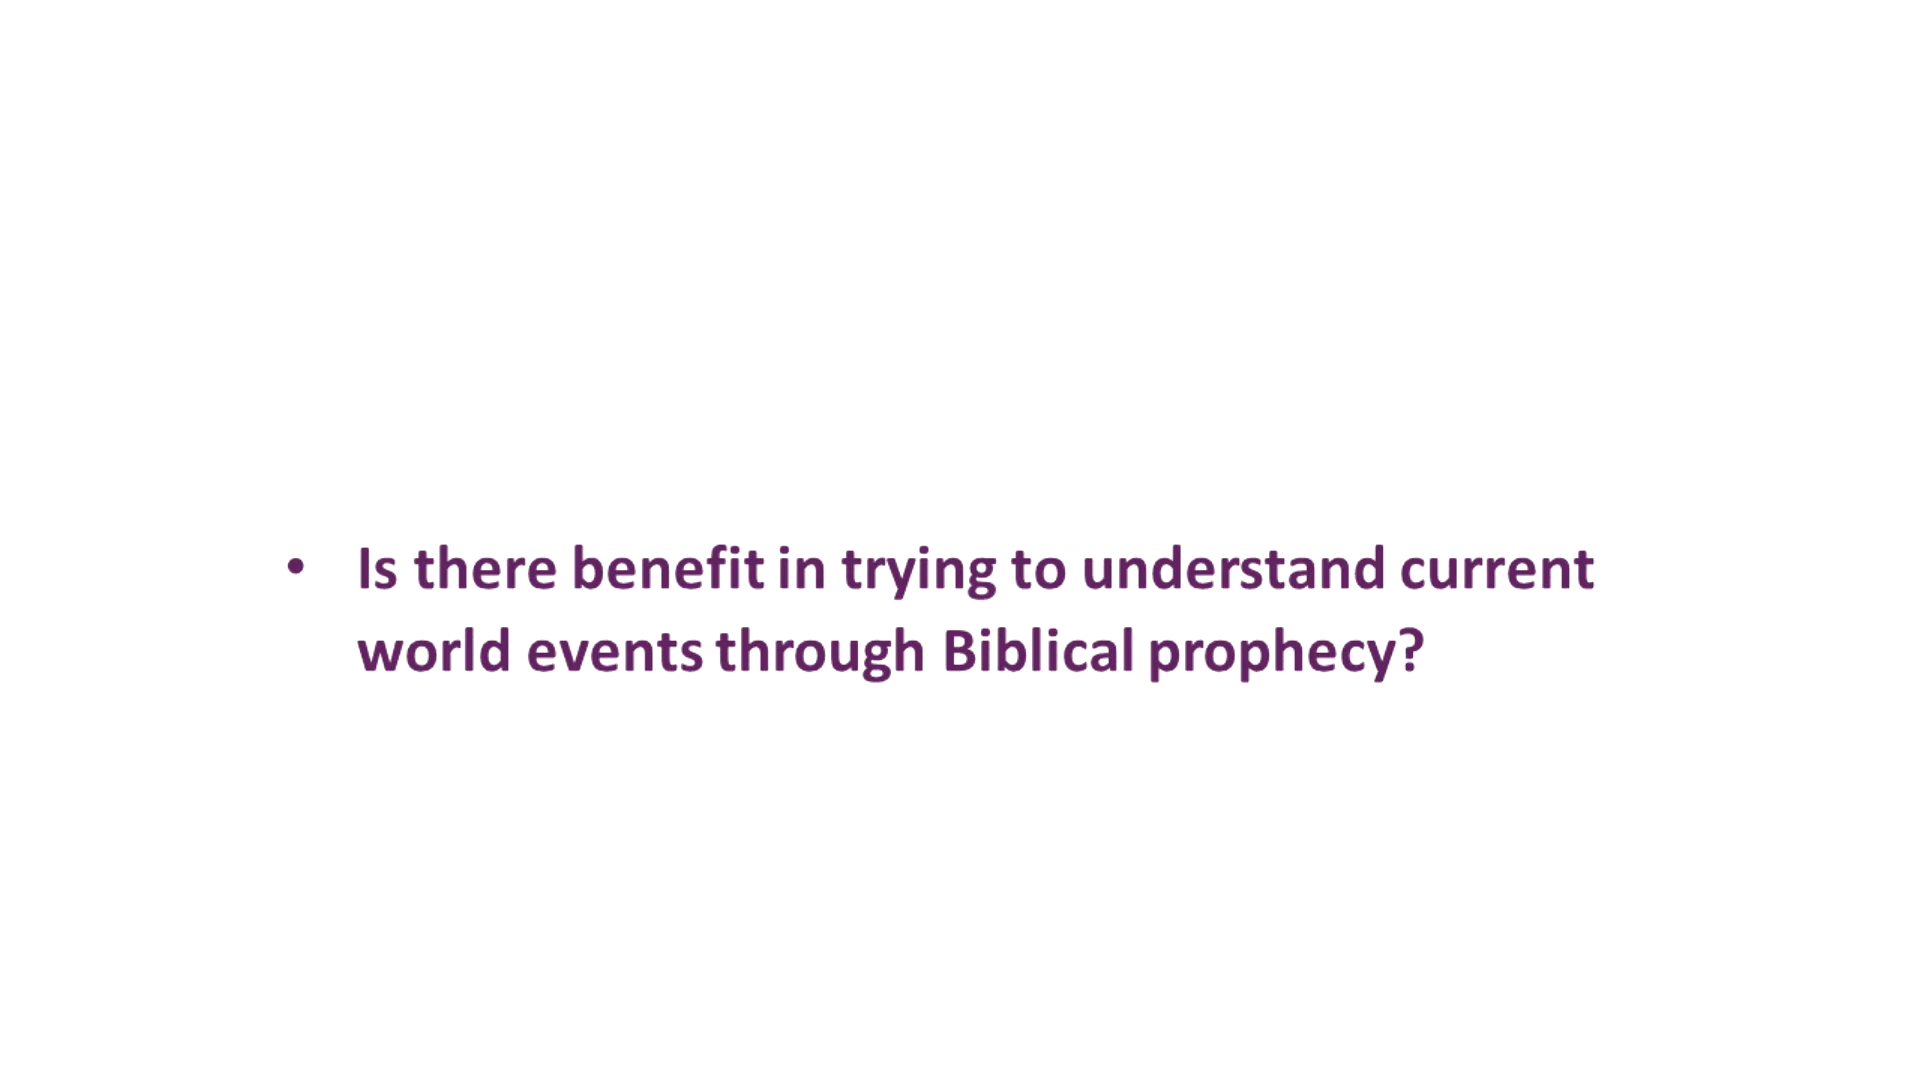 • Is there benefit in trying to understand current
world events through Biblical prophecy?